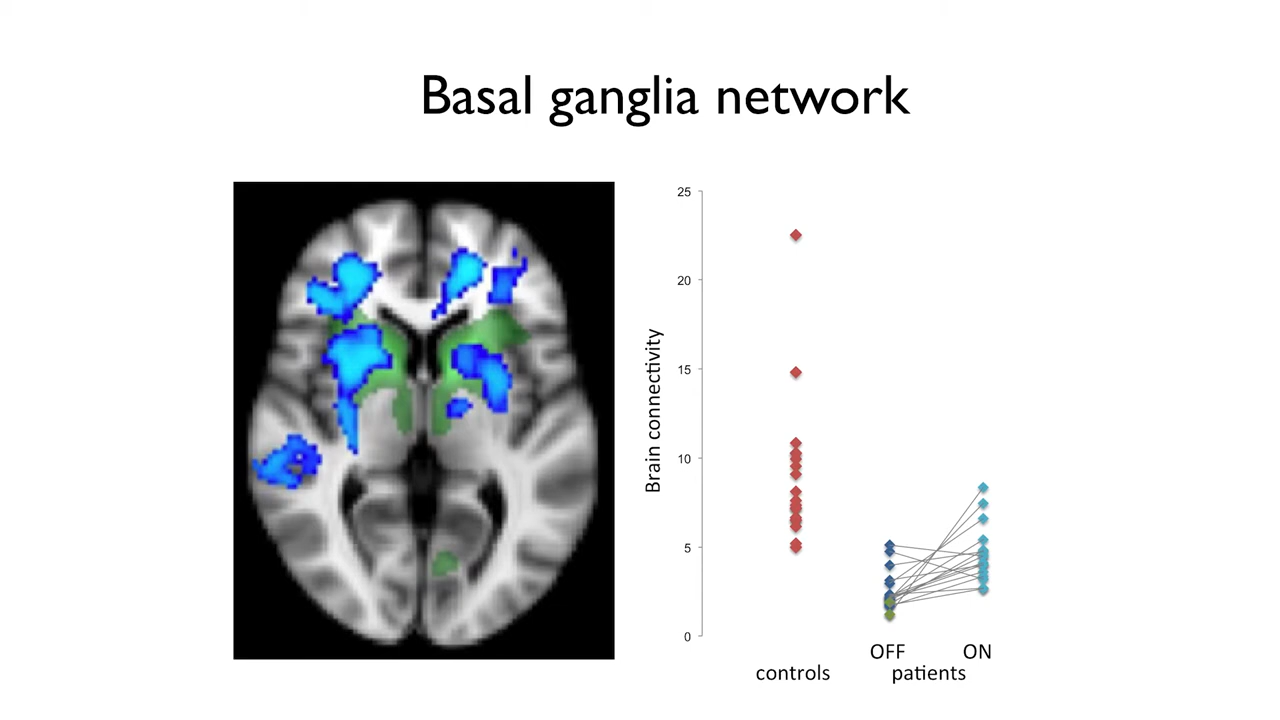 Basal ganglia network
25
20
15
10
5
0
Brain connectivity
OFF ON
controls patients